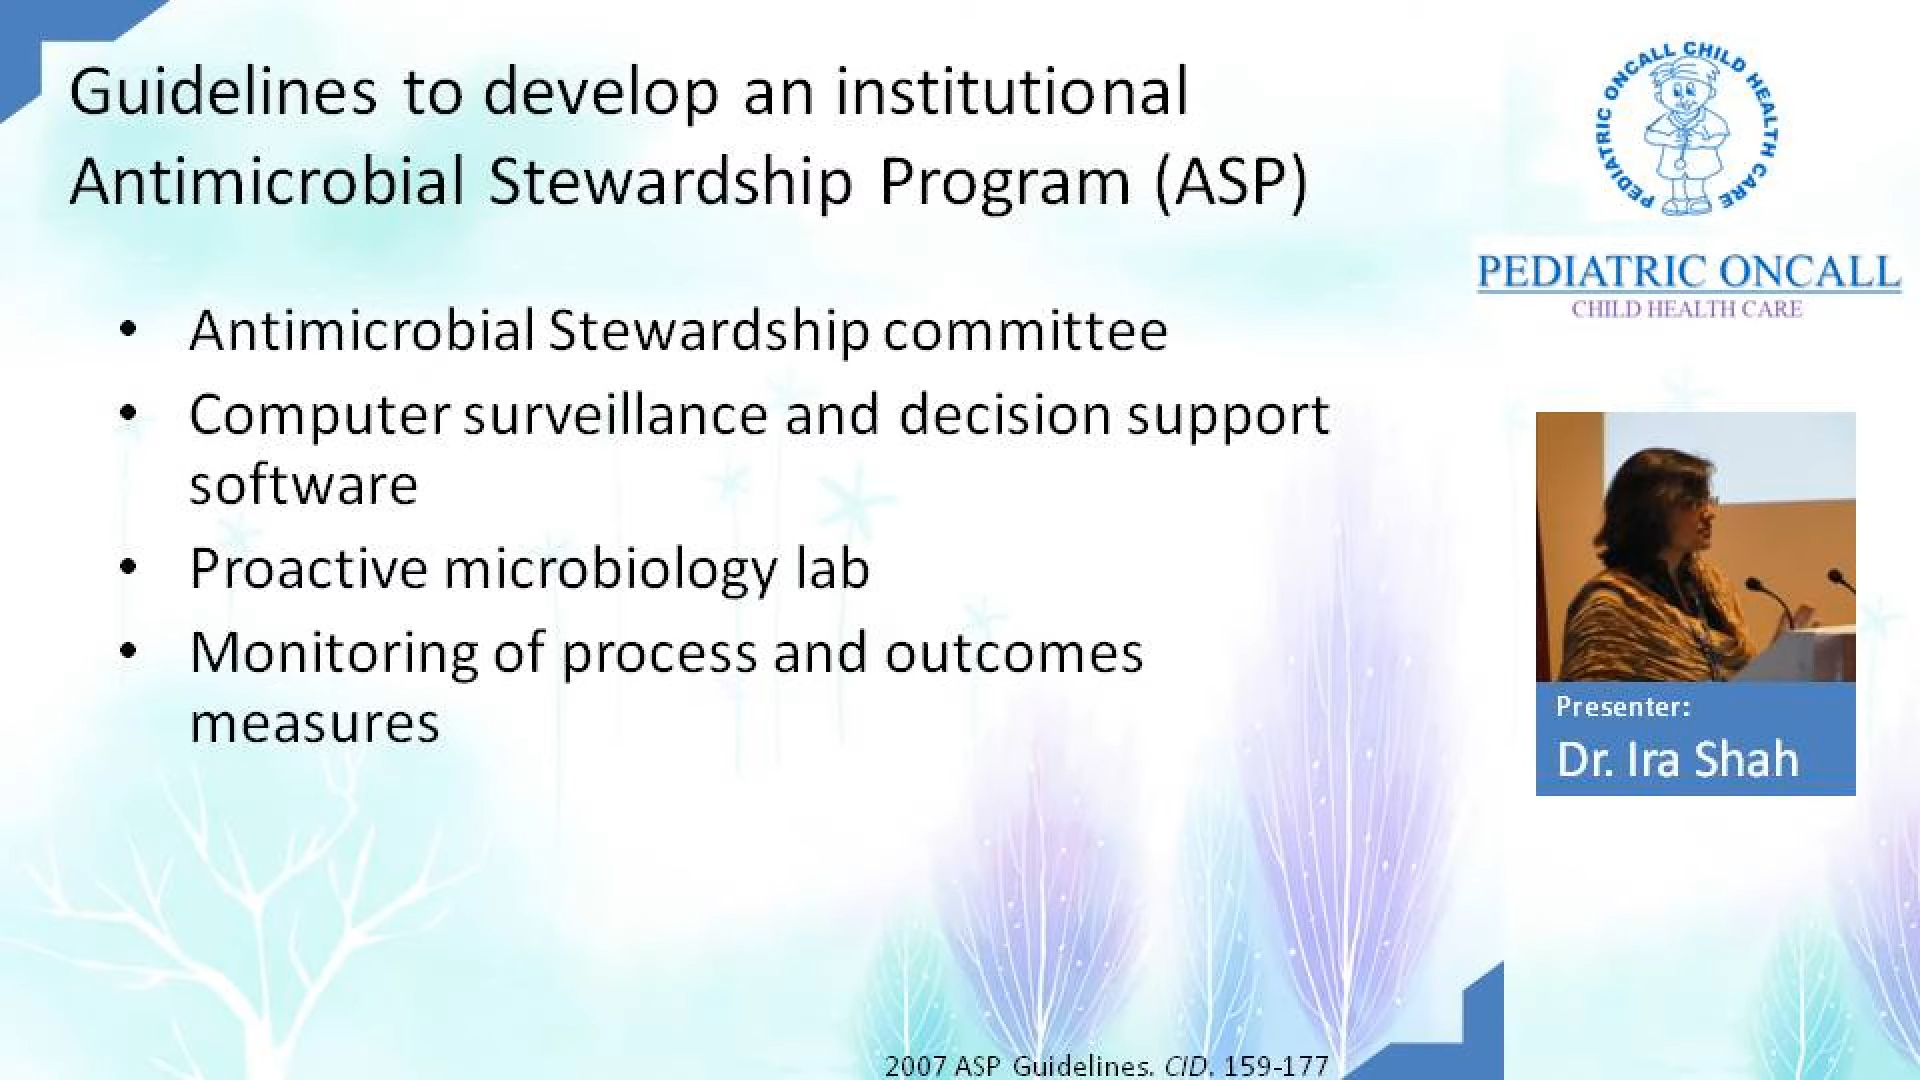 Guidelines to develop an institutional
Antimicrobial Stewardship Program (ASP)
• Antimicrobial Stewardship committee
• Computer surveillance and decision support
software
• Proactive microbiology lab
• Monitoring of process and outcomes
measures
2007 ASP Guidelines. CID. 159-177
PEDIATRIC ONCALL CHILD HEALTH CARE
PEDIATRIC ONCALL
CHILD HEALTH CARE
Presenter:
Dr. Ira Shah